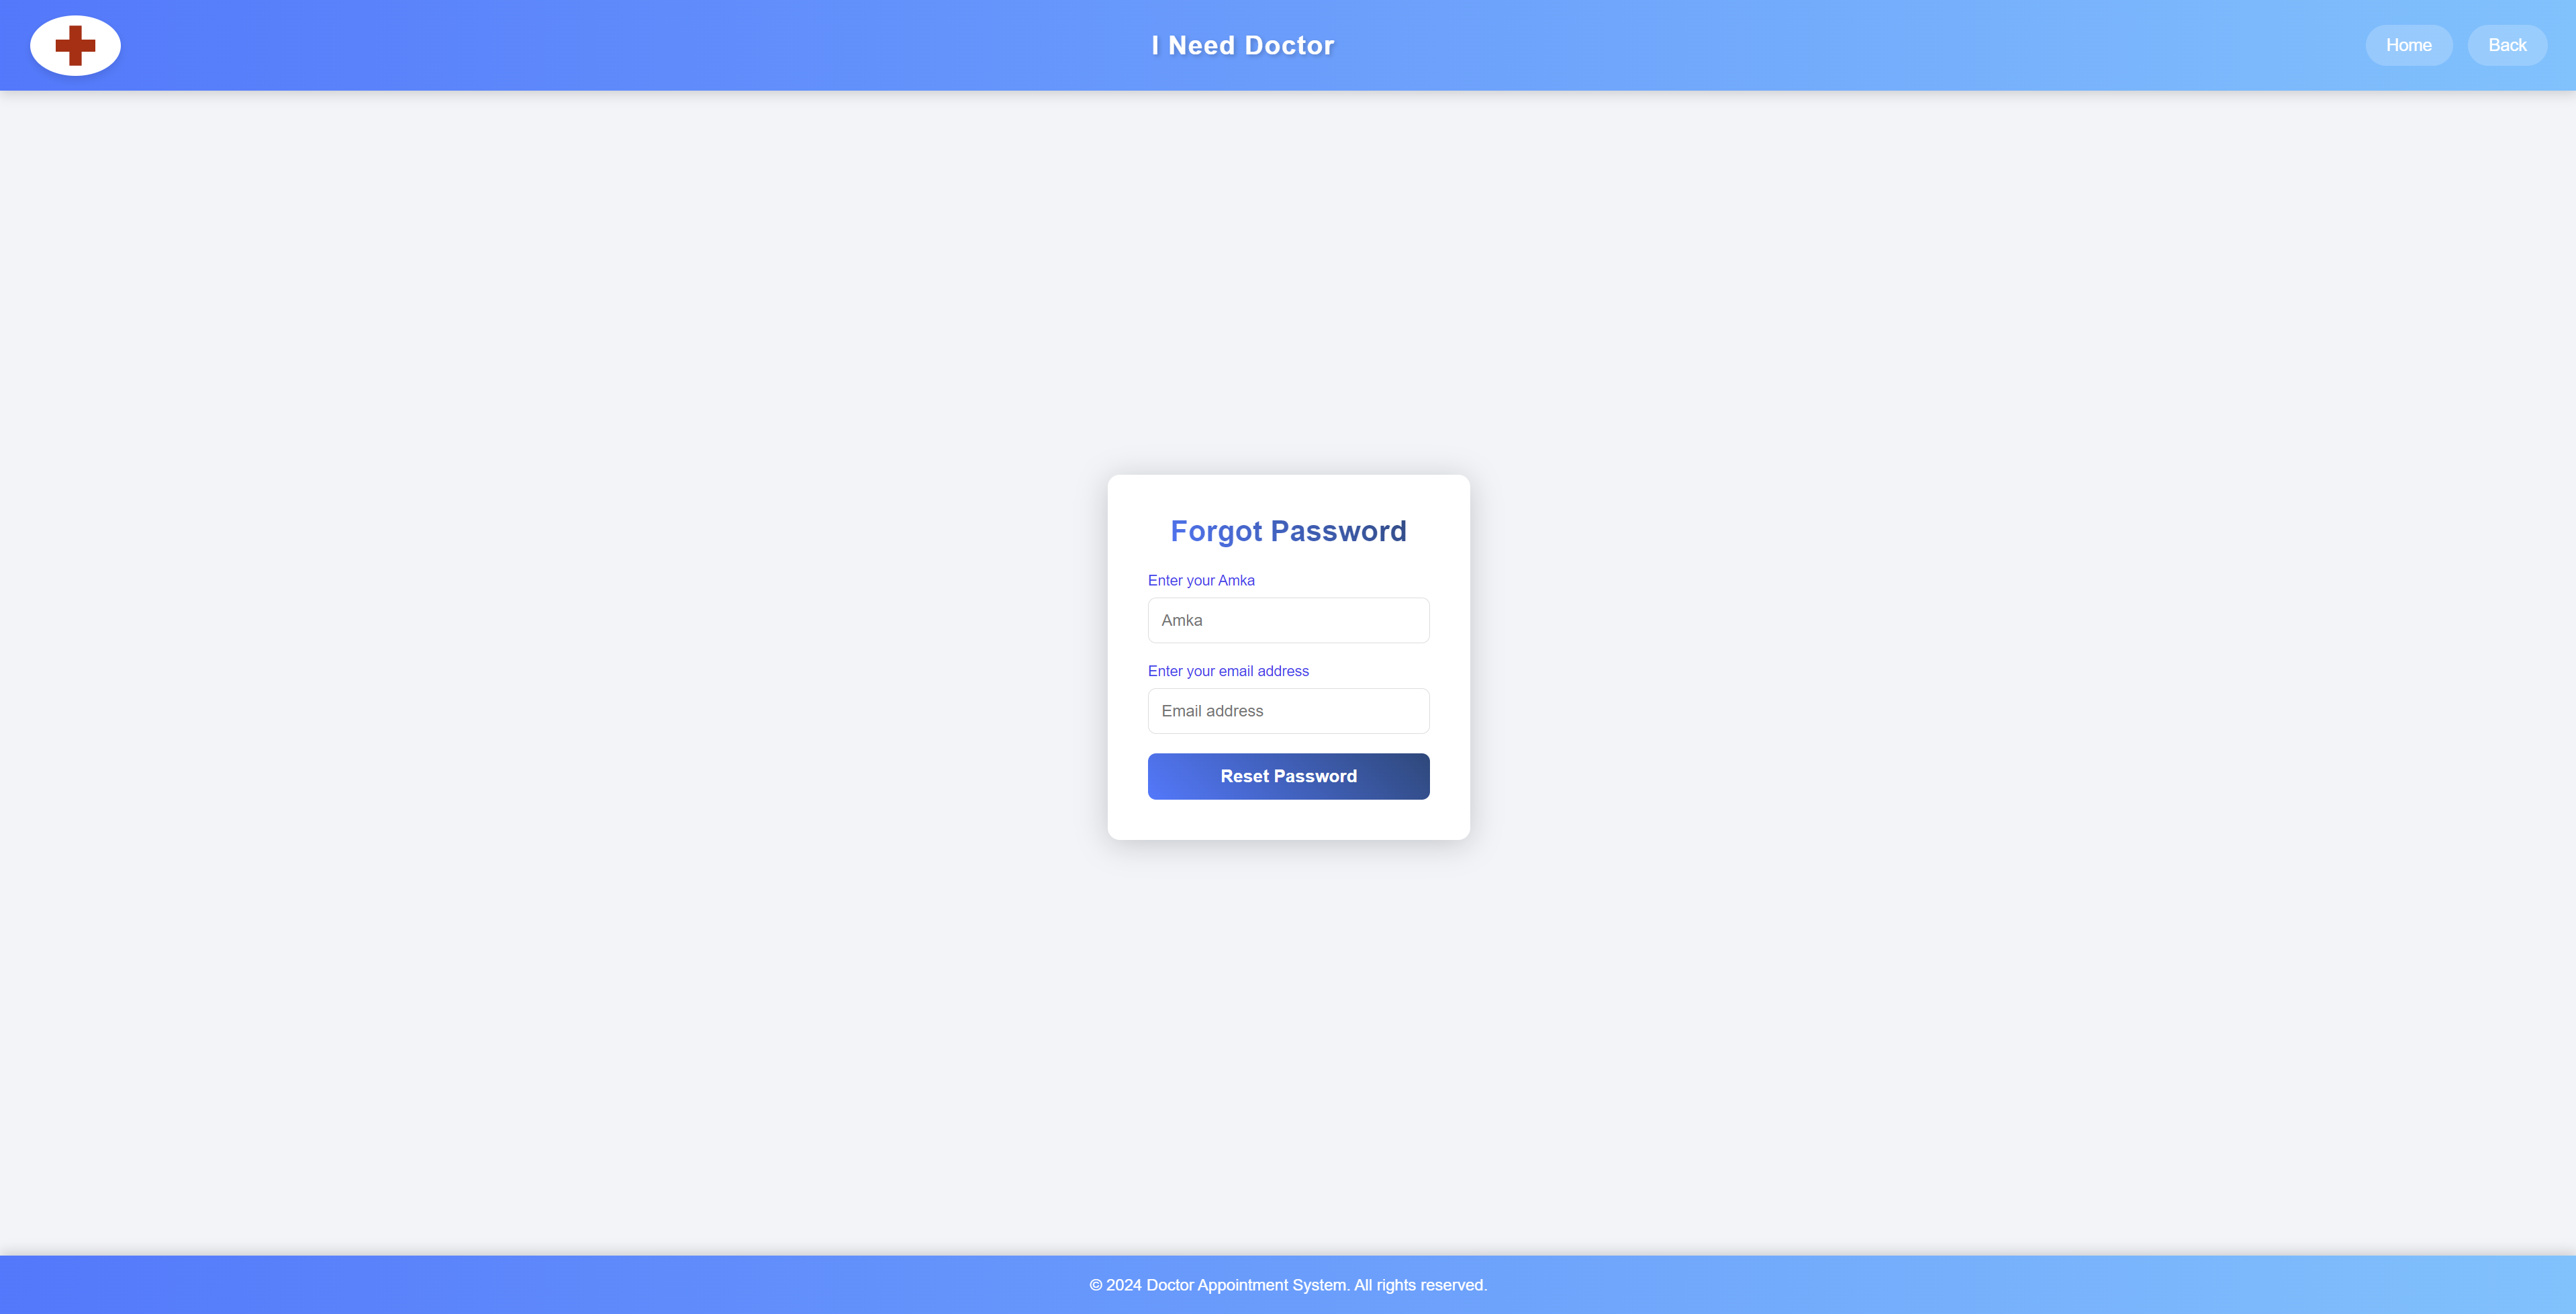 I Need Doctor
Home
Back
Forgot Password
Enter your Amka
Amka
Enter your email address
Email address
Reset Password
© 2024 Doctor Appointment System. All rights reserved.